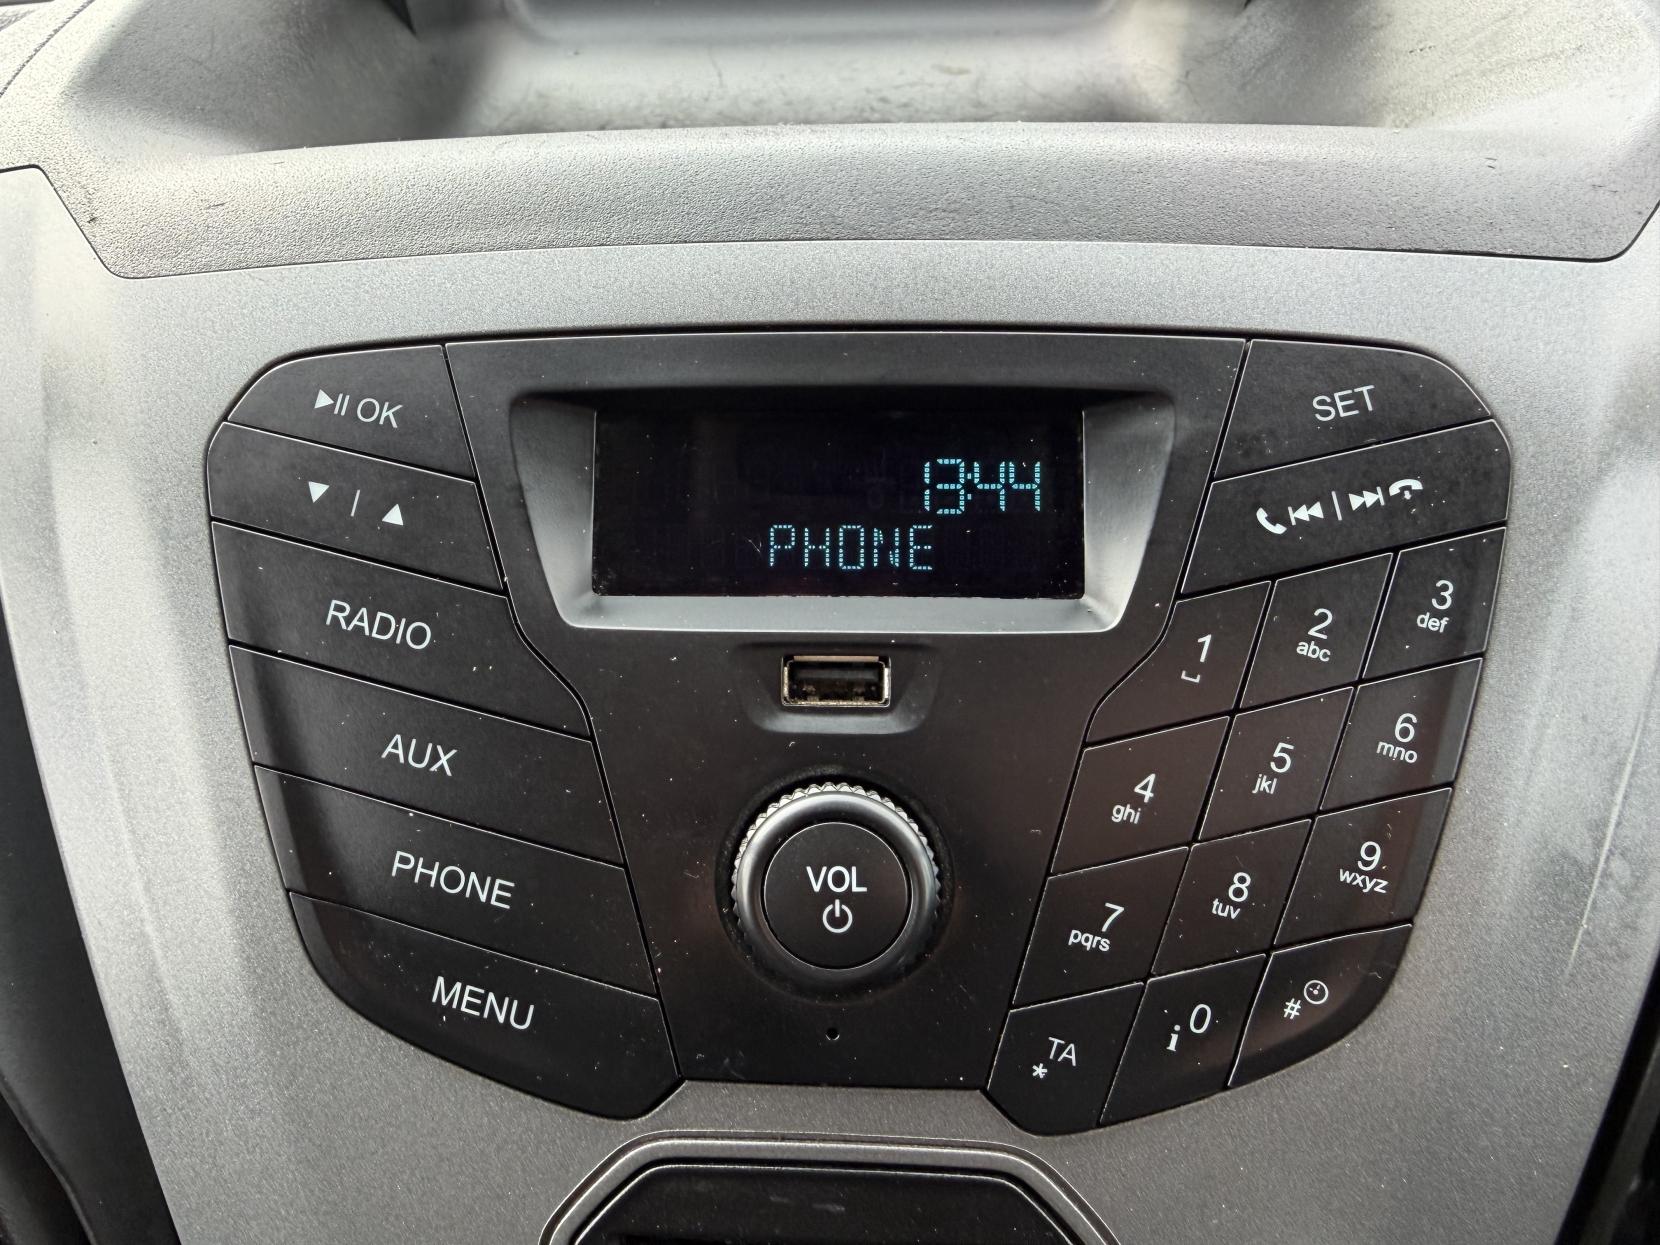 13:44
PHONE
OK
RADIO
AUX
PHONE
MENU
VOL
SET
1
2
abc
3
def
4
ghi
5
jkl
6
mno
7
pqrs
8
tuv
9
wxyz
TA
*
i 0
#